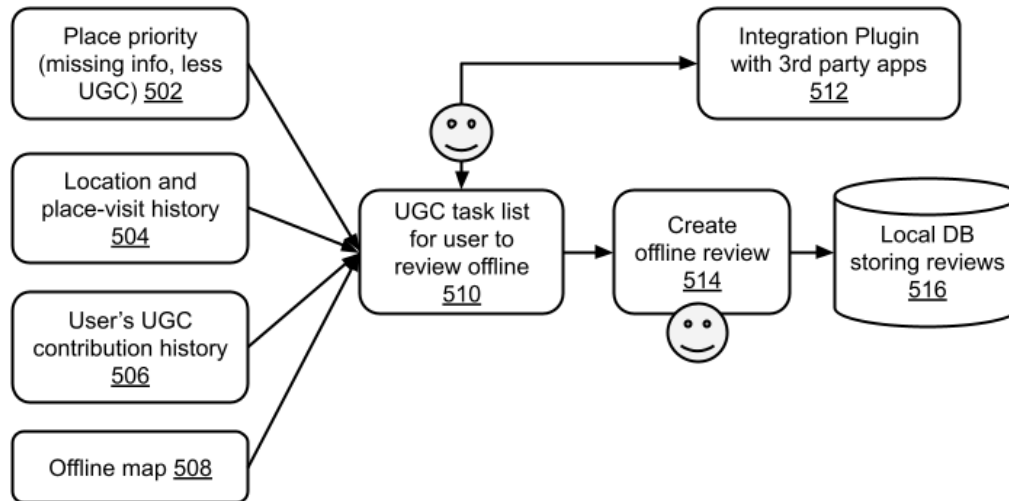 Place priority
(missing info, less
UGC) 502
Location and
place-visit history
504
User's UGC
contribution history
506
Offline map 508
Integration Plugin
with 3rd party apps
512
UGC task list
for user to
review offline
510
Create
offline review
514
Local DB
storing reviews
516